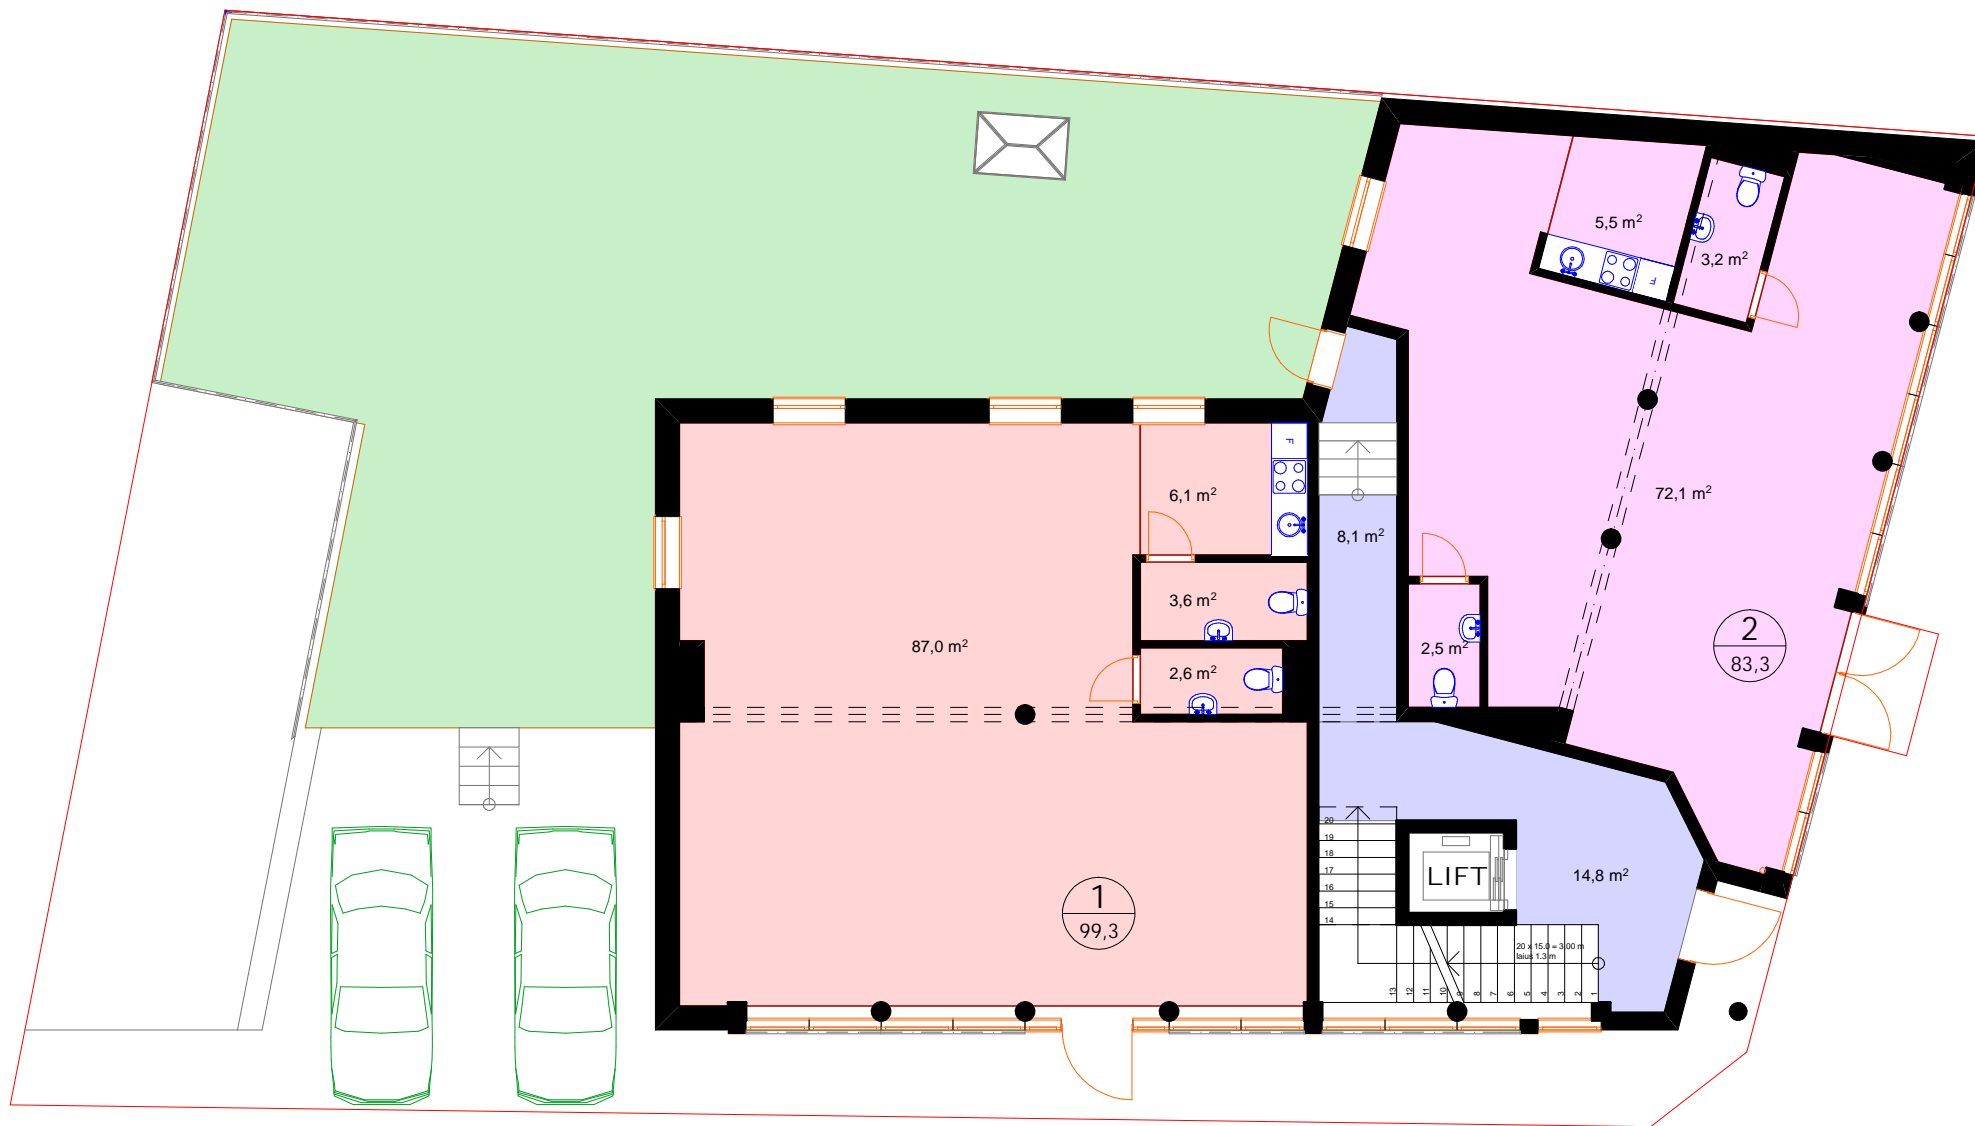 5,5 m²
3,2 m²
F
F
6,1 m²
72,1 m²
8,1 m²
3,6 m²
87,0 m²
2,6 m²
2,5 m²
2
83,3
20
19
18
17
16
15
14
LIFT
14,8 m²
1
99,3
20 x 15.0 = 3.00 m
laius 1.3 m
13
12
11
10
9
8
7
6
5
4
3
2
1